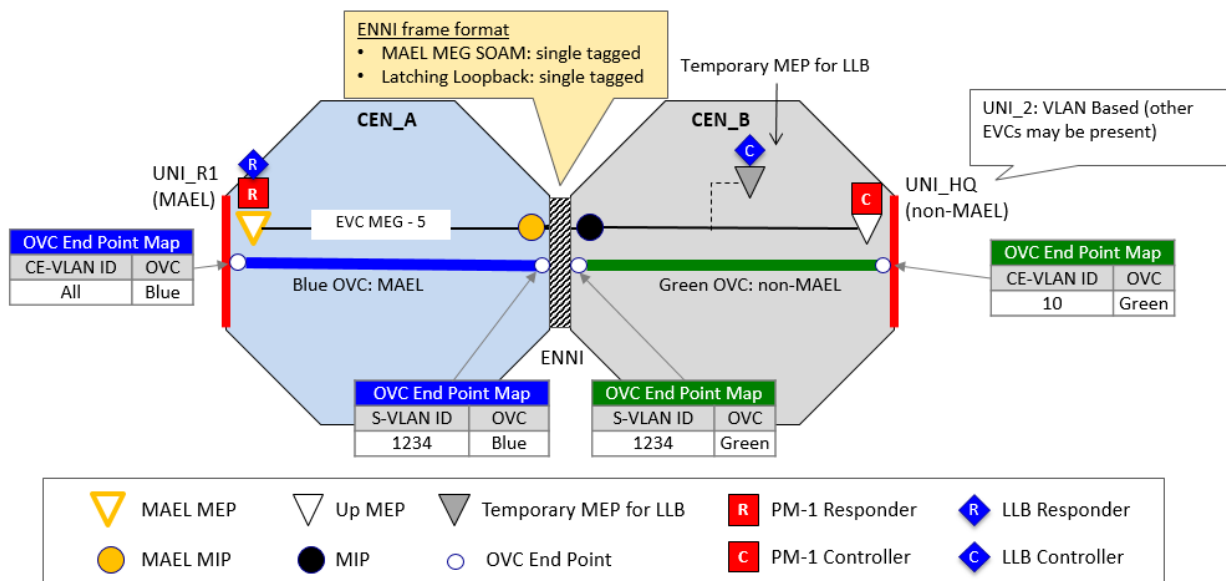 ENNI frame format
• MAEL MEG SOAM: single tagged
• Latching Loopback: single tagged
Temporary MEP for LLB
CEN_A
CEN_B
UNI_2: VLAN Based (other
EVCs may be present)
R
C
UNI_R1
(MAEL)
R
C
UNI_HQ
(non-MAEL)
EVC MEG - 5
OVC End Point Map
CE-VLAN ID OVC
All Blue
Blue OVC: MAEL
Green OVC: non-MAEL
OVC End Point Map
CE-VLAN ID OVC
10 Green
ENNI
OVC End Point Map
S-VLAN ID OVC
1234 Blue
OVC End Point Map
S-VLAN ID OVC
1234 Green
MAEL MEP
Up MEP
Temporary MEP for LLB
R PM-1 Responder
R LLB Responder
MAEL MIP
MIP
OVC End Point
C PM-1 Controller
C LLB Controller